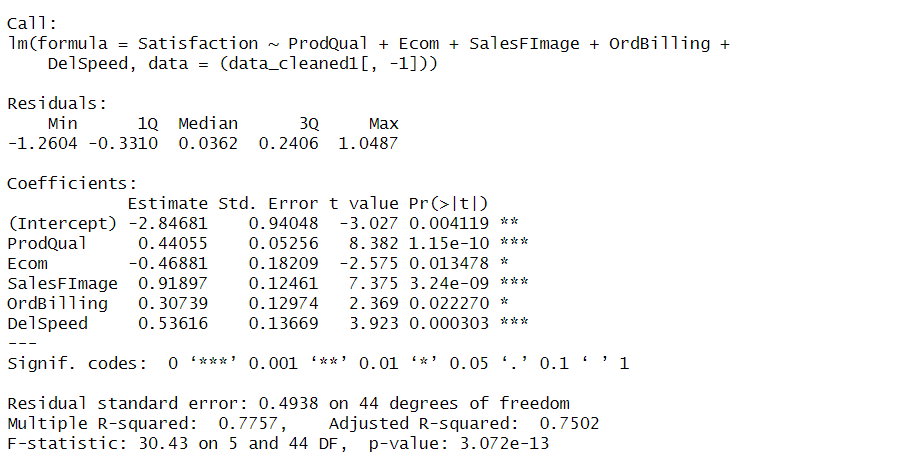 Call:
lm(formula = Satisfaction ~ ProdQual + Ecom + SalesFImage + OrdBilling +
    DelSpeed, data = (data_cleaned1[, -1]))

Residuals:
    Min      1Q  Median      3Q     Max
-1.2604 -0.3310  0.0362  0.2406  1.0487

Coefficients:
            Estimate Std. Error t value Pr(>|t|)
(Intercept) -2.84681    0.94048  -3.027 0.004119 **
ProdQual     0.44055    0.05256   8.382 1.15e-10 ***
Ecom        -0.46881    0.18209  -2.575 0.013478 *
SalesFImage  0.91897    0.12461   7.375 3.24e-09 ***
OrdBilling   0.30739    0.12974   2.369 0.022270 *
DelSpeed     0.53616    0.13669   3.923 0.000303 ***
---
Signif. codes:  0 ‘***’ 0.001 ‘**’ 0.01 ‘*’ 0.05 ‘.’ 0.1 ‘ ’ 1

Residual standard error: 0.4938 on 44 degrees of freedom
Multiple R-squared:  0.7757,    Adjusted R-squared:  0.7502
F-statistic: 30.43 on 5 and 44 DF,  p-value: 3.072e-13